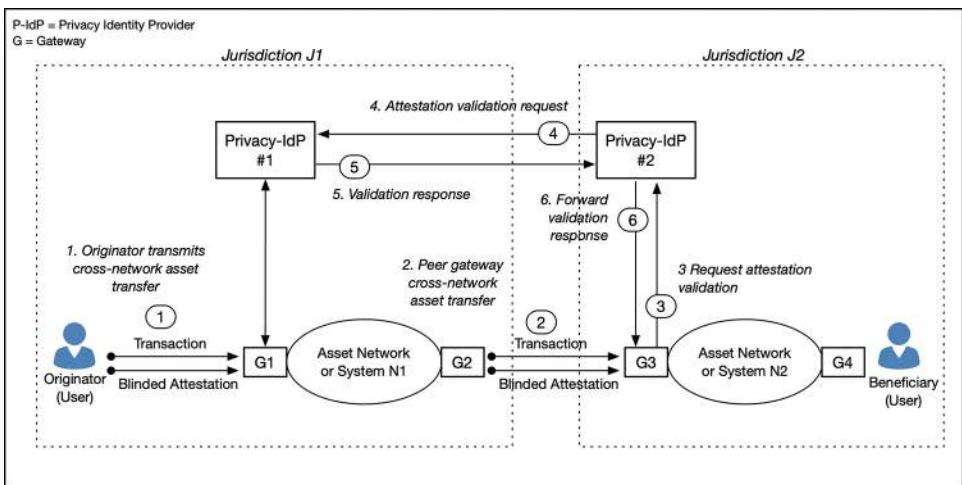 P-IdP = Privacy Identity Provider
G = Gateway
Jurisdiction J1
Jurisdiction J2
4. Attestation validation request
4
Privacy-IdP
#1
Privacy-IdP
#2
5
5. Validation response
6. Forward
validation
response
6
1. Originator transmits
cross-network asset
transfer
2. Peer gateway
cross-network
asset transfer
3 Request attestation
validation
3
1
2
Transaction
Transaction
G1
Asset Network
or System N1
G2
G3
Asset Network
or System N2
G4
Blinded Attestation
Blinded Attestation
Originator
(User)
Beneficiary
(User)